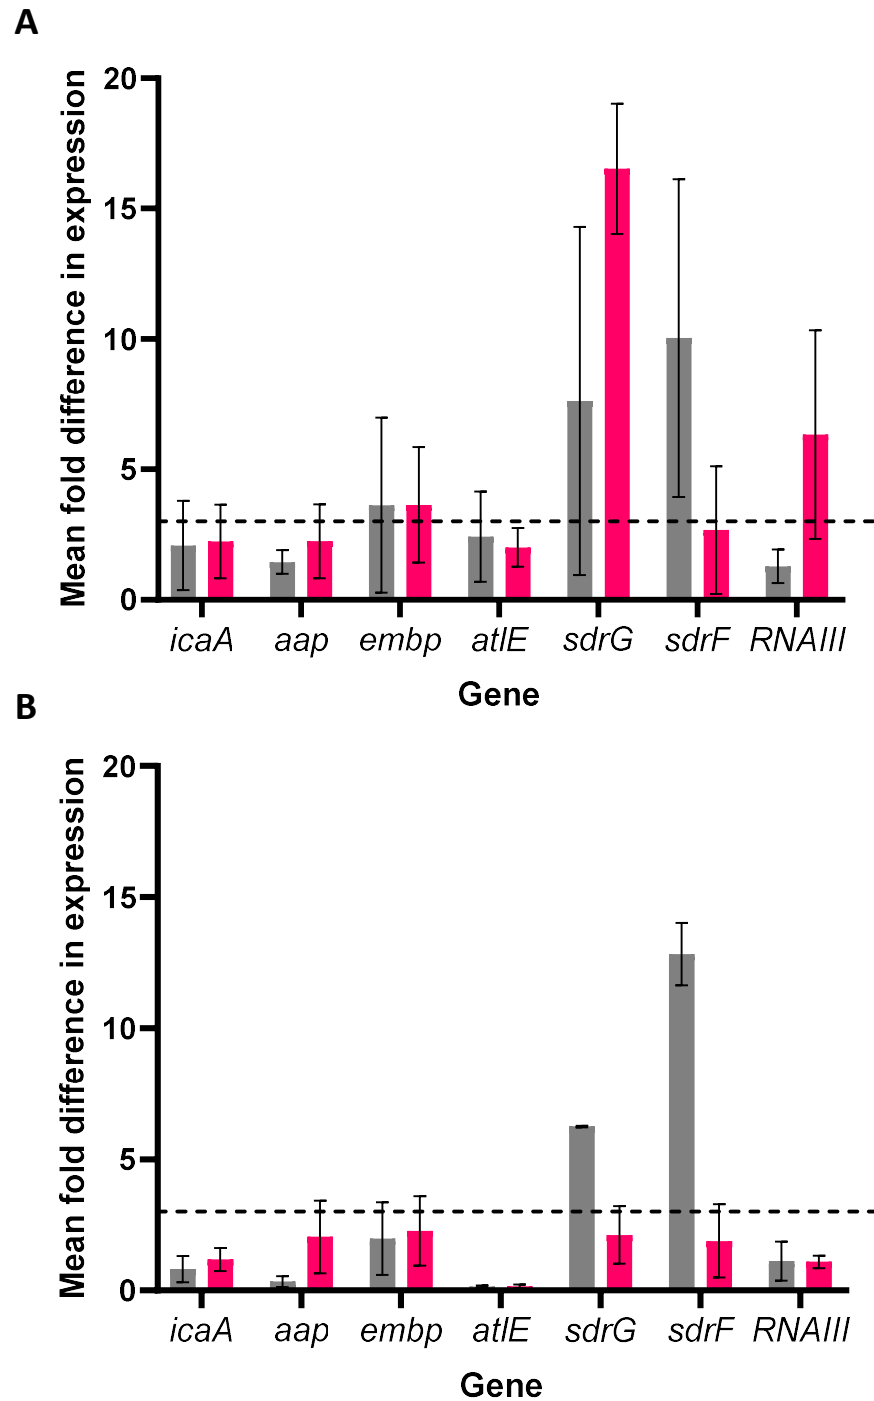 A
Mean fold difference in expression
20
15
10
5
0
icaA aap embp atlE sdrG sdrF RNAIII
Gene
B
Mean fold difference in expression
20
15
10
5
0
icaA aap embp atlE sdrG sdrF RNAIII
Gene